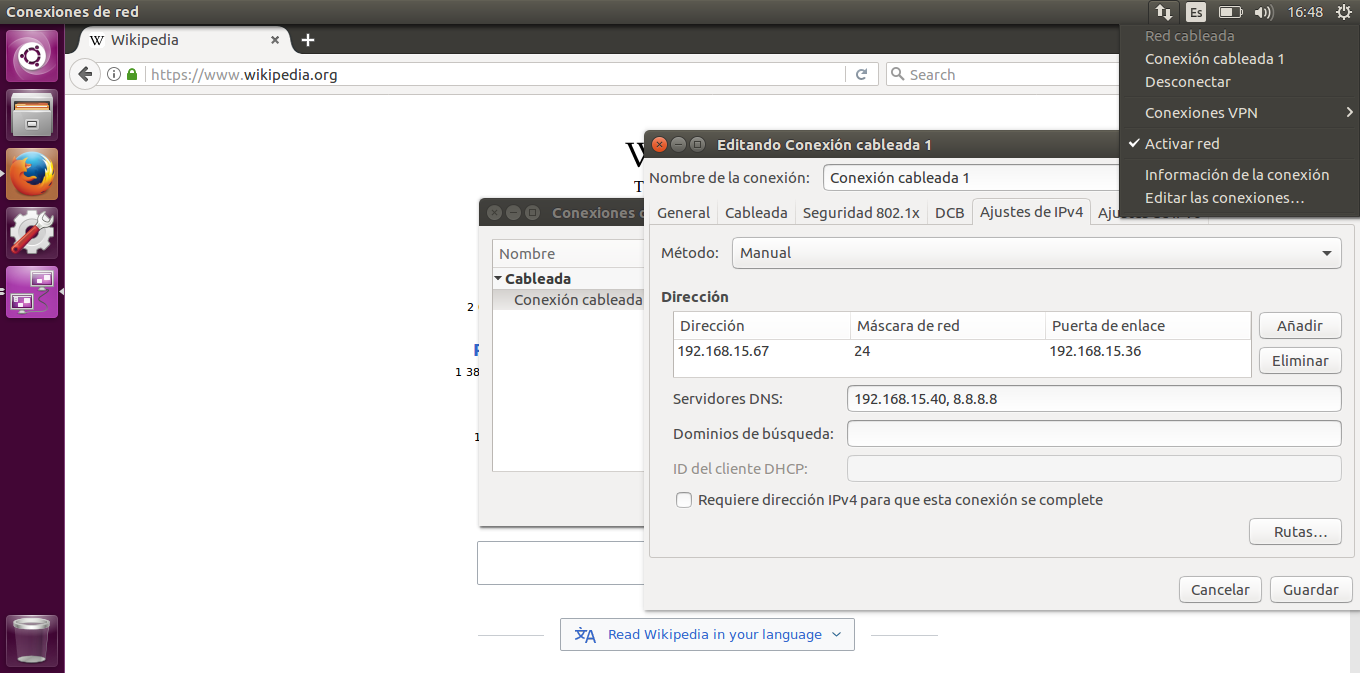 Conexiones de red
Es
16:48
Wikipedia
https://www.wikipedia.org
Search
Red cableada
Conexión cableada 1
Desconectar
Conexiones VPN
Activar red
Información de la conexión
Editar las conexiones...
W
T
Conexiones
Nombre
Cableada
Conexión cableada
2
1 38
1
Editando Conexión cableada 1
Nombre de la conexión:
Conexión cableada 1
General Cableada Seguridad 802.1x DCB Ajustes de IPv4
Método:
Manual
Dirección
Dirección Máscara de red Puerta de enlace
192.168.15.67 24 192.168.15.36
Añadir
Eliminar
Servidores DNS:
192.168.15.40, 8.8.8.8
Dominios de búsqueda:
ID del cliente DHCP:
Requiere dirección IPv4 para que esta conexión se complete
Rutas...
Cancelar
Guardar
Read Wikipedia in your language